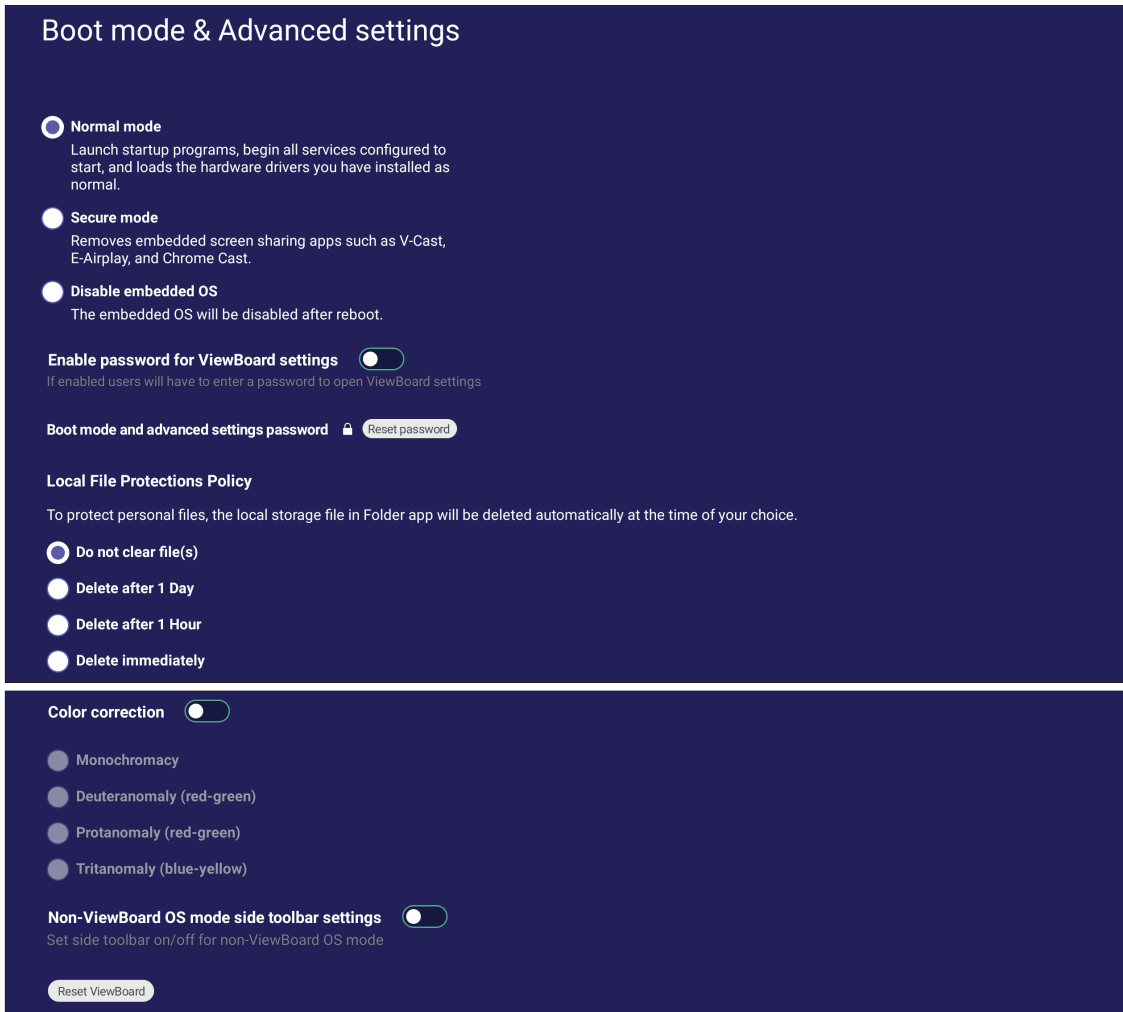 Boot mode & Advanced settings
Normal mode
Launch startup programs, begin all services configured to
start, and loads the hardware drivers you have installed as
normal.
Secure mode
Removes embedded screen sharing apps such as V-Cast,
E-Airplay, and Chrome Cast.
Disable embedded OS
The embedded OS will be disabled after reboot.
Enable password for ViewBoard settings
If enabled users will have to enter a password to open ViewBoard settings
Boot mode and advanced settings password Reset password
Local File Protections Policy
To protect personal files, the local storage file in Folder app will be deleted automatically at the time of your choice.
Do not clear file(s)
Delete after 1 Day
Delete after 1 Hour
Delete immediately
Color correction
Monochromacy
Deuteranomaly (red-green)
Protanomaly (red-green)
Tritanomaly (blue-yellow)
Non-ViewBoard OS mode side toolbar settings
Set side toolbar on/off for non-ViewBoard OS mode
Reset ViewBoard